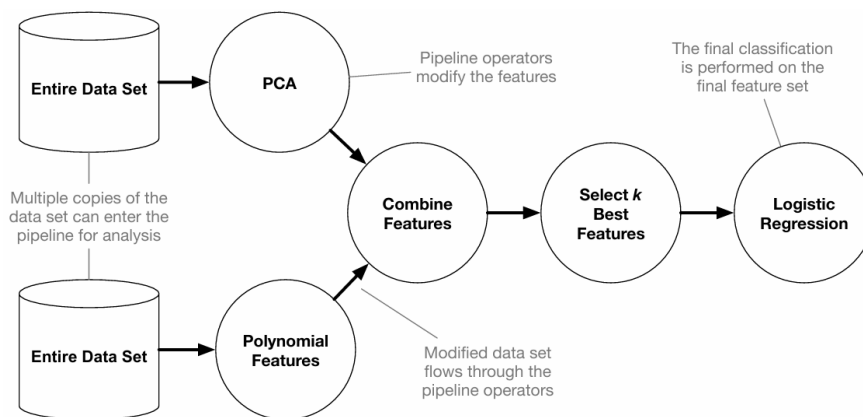 Entire Data Set
PCA
Pipeline operators
modify the features
The final classification
is performed on the
final feature set
Multiple copies of the
data set can enter the
pipeline for analysis
Combine
Features
Select k
Best
Features
Logistic
Regression
Entire Data Set
Polynomial
Features
Modified data set
flows through the
pipeline operators